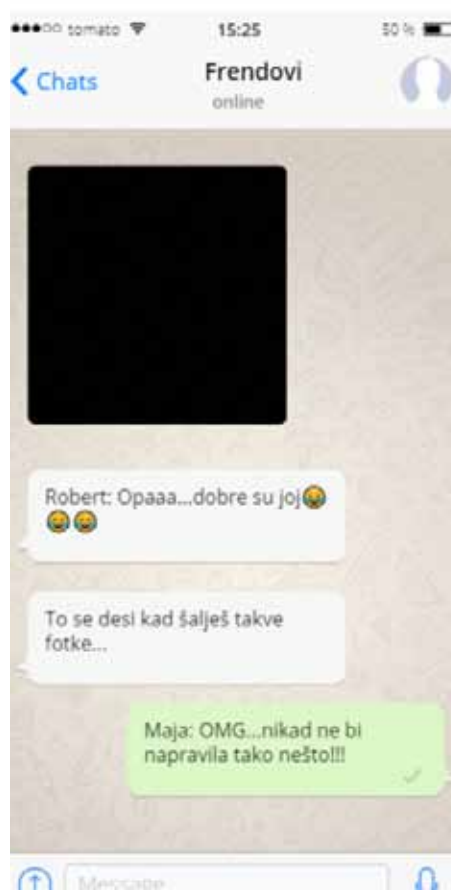 tomato 15:25 50 %
Chats Frendovi
online
Robert: Opaaa...dobre su joj😂
😂😂
To se desi kad šalješ takve
fotke...
Maja: OMG...nikad ne bi
napravila tako nešto!!!
Message